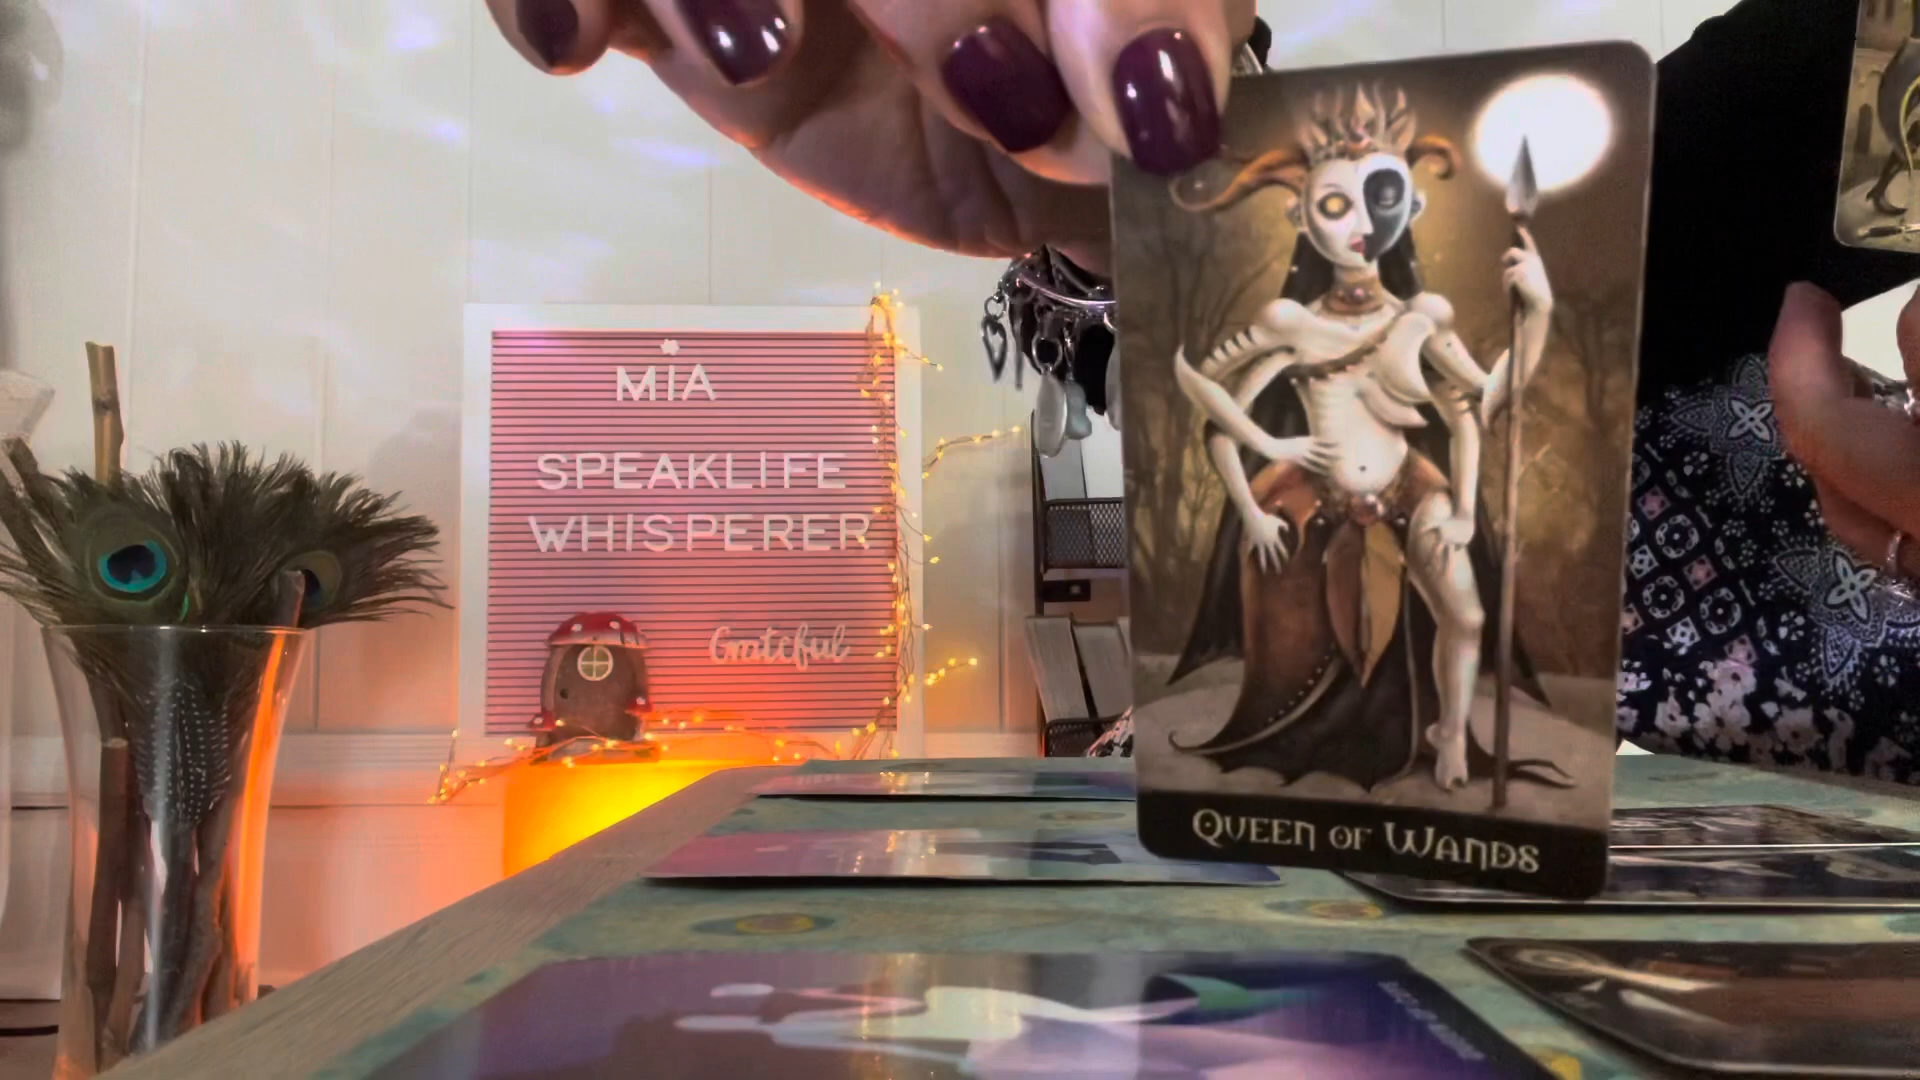 MIA
SPEAKLIFE
WHISPERER
Grateful
QUEEN OF WANDS